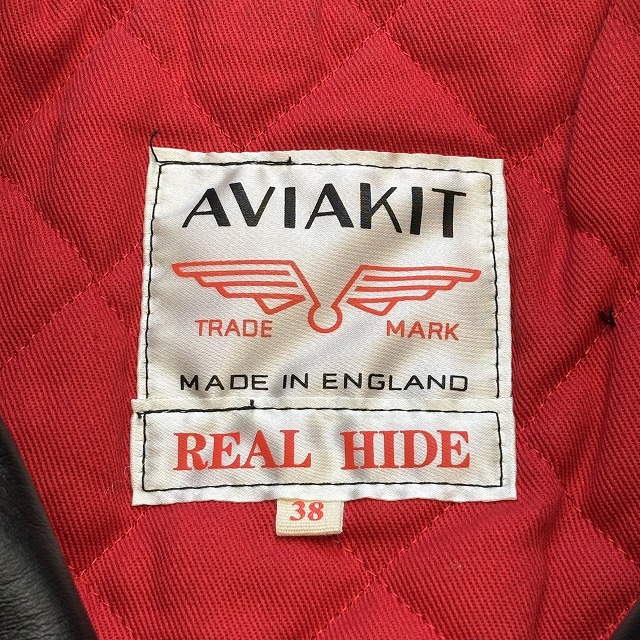 AVIAKIT
TRADE MARK
MADE IN ENGLAND
REAL HIDE
38